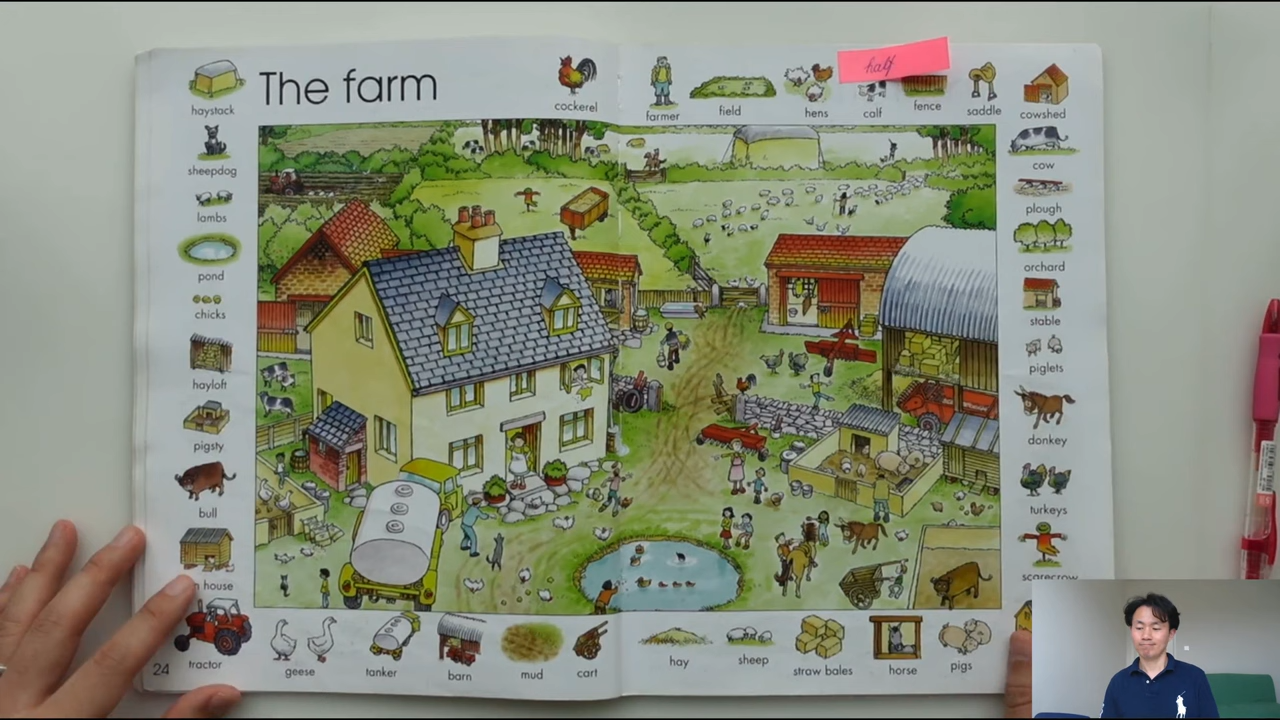 The farm
haystack
cockerel
farmer
field
hens
half
calf
fence
saddle
cowshed
sheepdog
cow
lambs
plough
pond
orchard
chicks
stable
hayloft
piglets
pigsty
donkey
bull
turkeys
house
scarecrow
24
tractor
geese
tanker
barn
mud
cart
hay
sheep
straw bales
horse
pigs